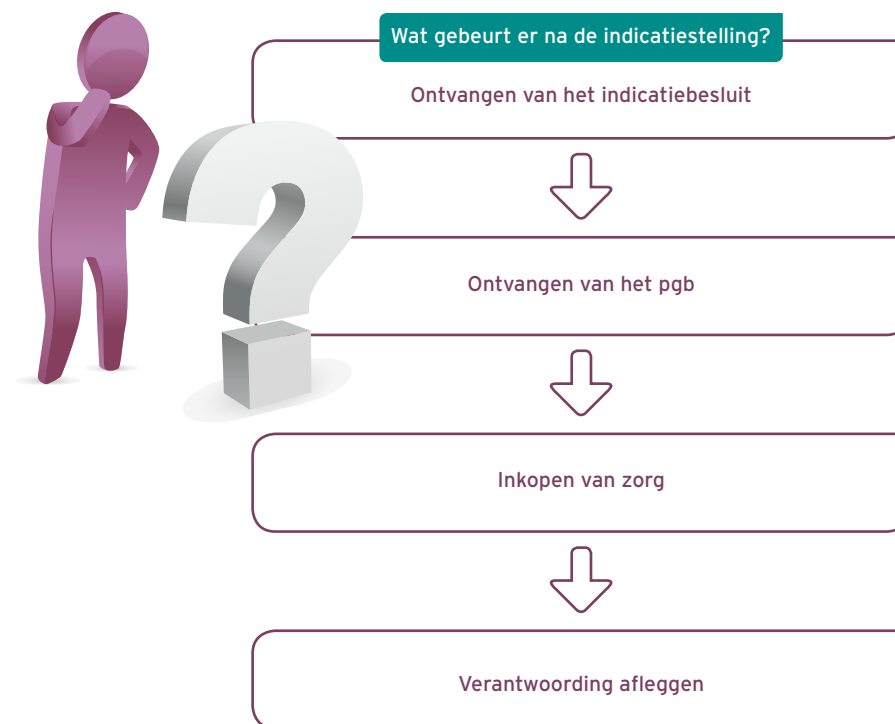 Wat gebeurt er na de indicatiestelling?
Ontvangen van het indicatiebesluit
Ontvangen van het pgb
Inkopen van zorg
Verantwoording afleggen